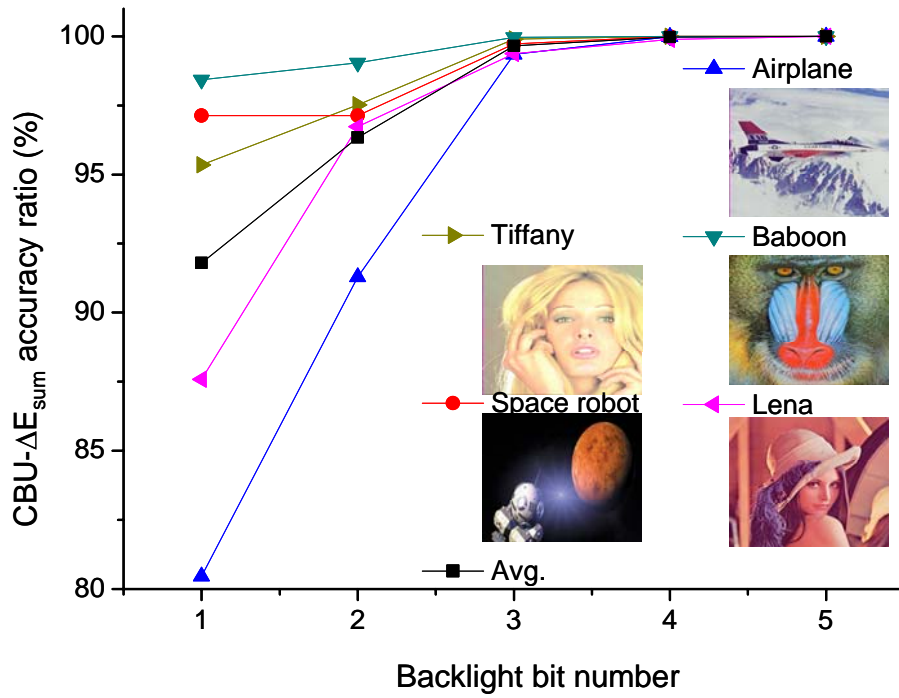 CBU-ΔEsum accuracy ratio (%)
100
95
90
85
80
Airplane
Tiffany
Baboon
Space robot
Lena
Avg.
1 2 3 4 5
Backlight bit number